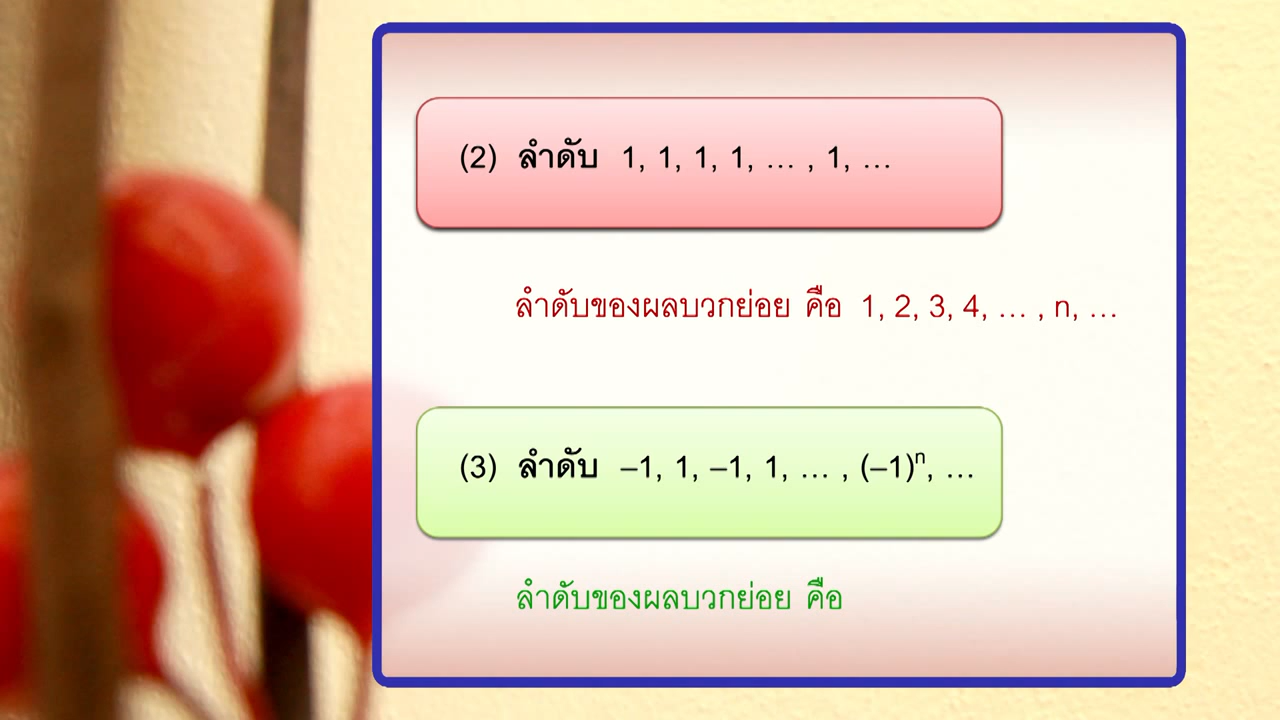 (2) ลำดับ 1, 1, 1, 1, … , 1, …
ลำดับของผลบวกย่อย คือ 1, 2, 3, 4, … , n, …
(3) ลำดับ –1, 1, –1, 1, … , (–1)ⁿ, …
ลำดับของผลบวกย่อย คือ